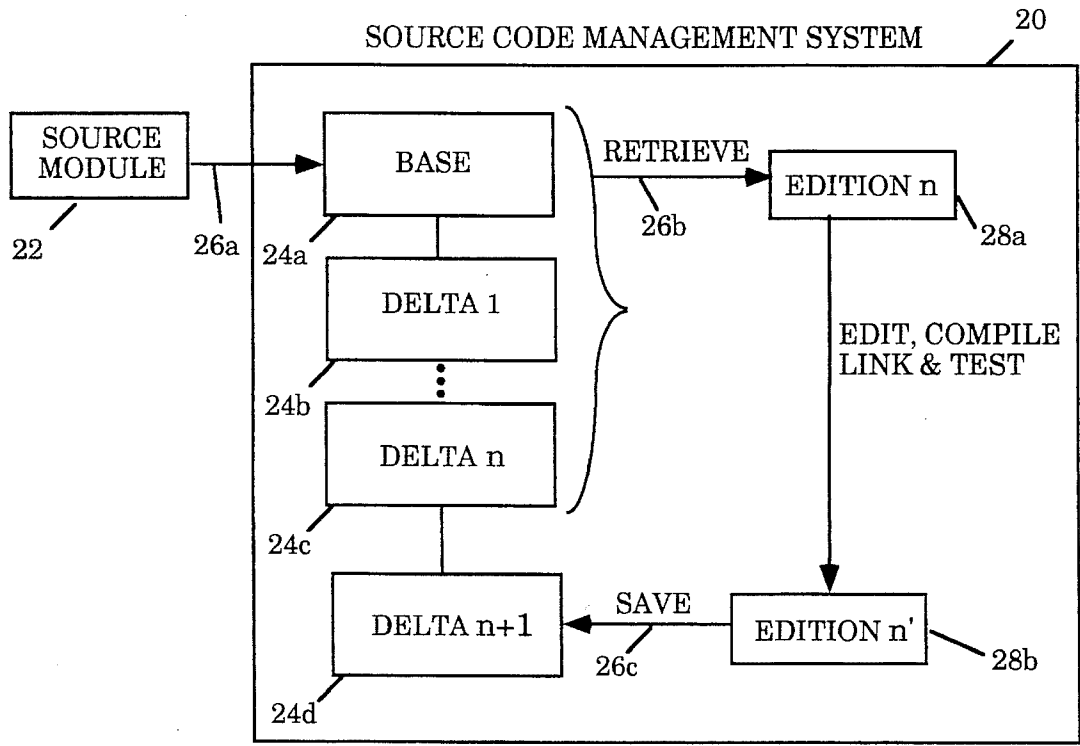 20
SOURCE CODE MANAGEMENT SYSTEM
SOURCE
MODULE
22
26a
BASE
24a
RETRIEVE
26b
EDITION n
28a
DELTA 1
24b
EDIT, COMPILE
LINK & TEST
DELTA n
24c
DELTA n+1
24d
SAVE
26c
EDITION n'
28b